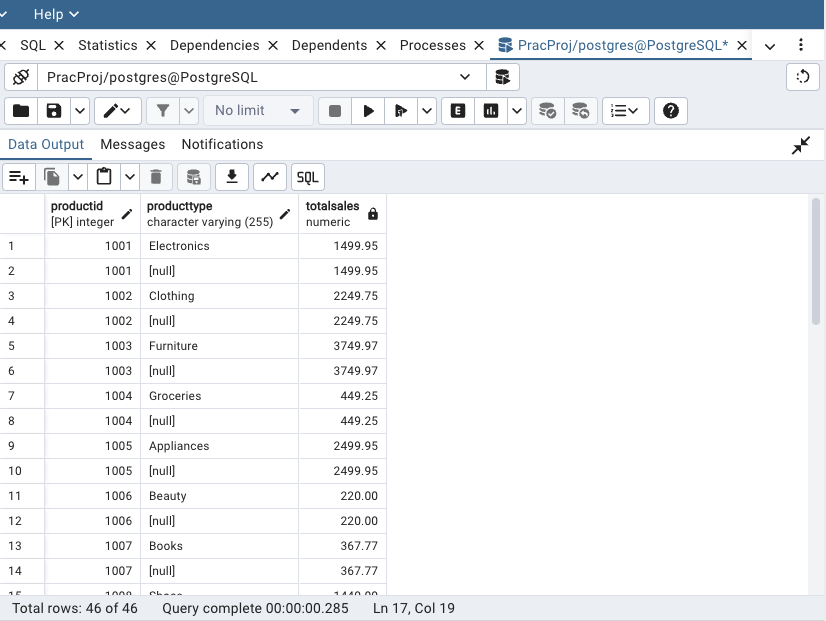 Help
SQL Statistics Dependencies Dependents Processes PracProj/postgres@PostgreSQL*
PracProj/postgres@PostgreSQL
No limit
E
Data Output Messages Notifications
SQL
productid producttype totalsales
[PK] integer character varying (255) numeric
1 1001 Electronics 1499.95
2 1001 [null] 1499.95
3 1002 Clothing 2249.75
4 1002 [null] 2249.75
5 1003 Furniture 3749.97
6 1003 [null] 3749.97
7 1004 Groceries 449.25
8 1004 [null] 449.25
9 1005 Appliances 2499.95
10 1005 [null] 2499.95
11 1006 Beauty 220.00
12 1006 [null] 220.00
13 1007 Books 367.77
14 1007 [null] 367.77
Total rows: 46 of 46 Query complete 00:00:00.285 Ln 17, Col 19